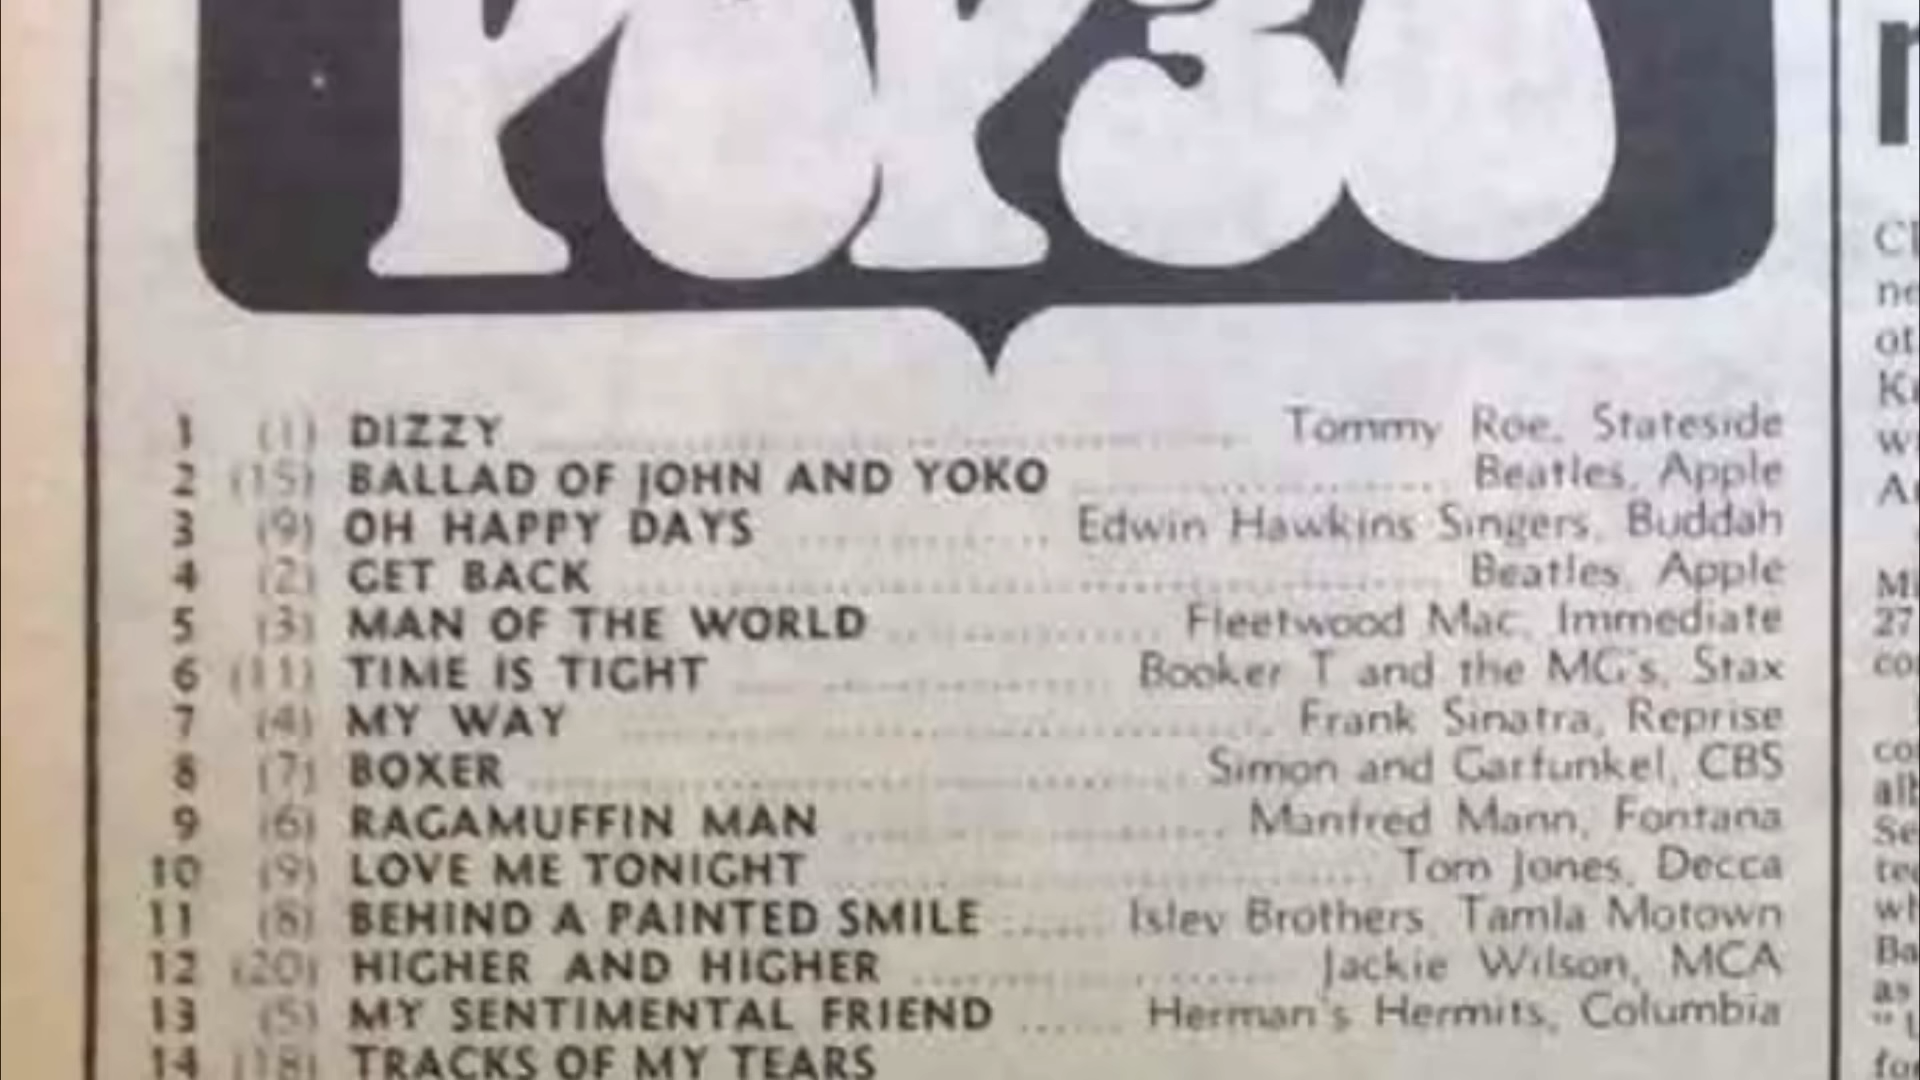 POP30
1 (1) DIZZY Tommy Roe, Stateside
2 (15) BALLAD OF JOHN AND YOKO Beatles, Apple
3 (9) OH HAPPY DAYS Edwin Hawkins Singers, Buddah
4 (2) GET BACK Beatles, Apple
5 (3) MAN OF THE WORLD Fleetwood Mac, Immediate
6 (11) TIME IS TIGHT Booker T and the MG's, Stax
7 (4) MY WAY Frank Sinatra, Reprise
8 (7) BOXER Simon and Garfunkel, CBS
9 (6) RAGAMUFFIN MAN Manfred Mann, Fontana
10 (9) LOVE ME TONIGHT Tom Jones, Decca
11 (8) BEHIND A PAINTED SMILE Isley Brothers, Tamla Motown
12 (20) HIGHER AND HIGHER Jackie Wilson, MCA
13 (5) MY SENTIMENTAL FRIEND Herman's Hermits, Columbia
14 (18) TRACKS OF MY TEARS